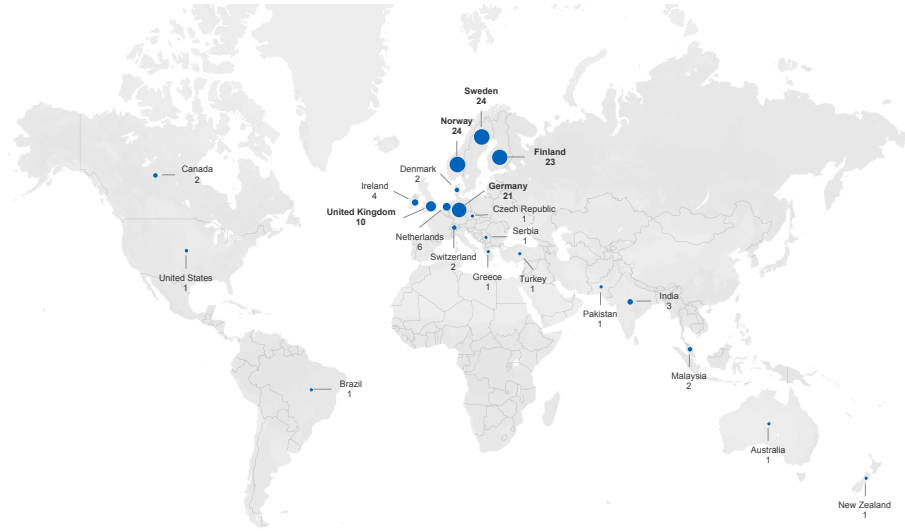 Sweden
24
Norway
24
Finland
23
Canada
2
Denmark
2
Ireland
4
Germany
21
United Kingdom
10
Czech Republic
1
Netherlands
6
Serbia
1
Switzerland
2
United States
1
Greece
1
Turkey
1
India
3
Pakistan
1
Malaysia
2
Brazil
1
Australia
1
New Zealand
1